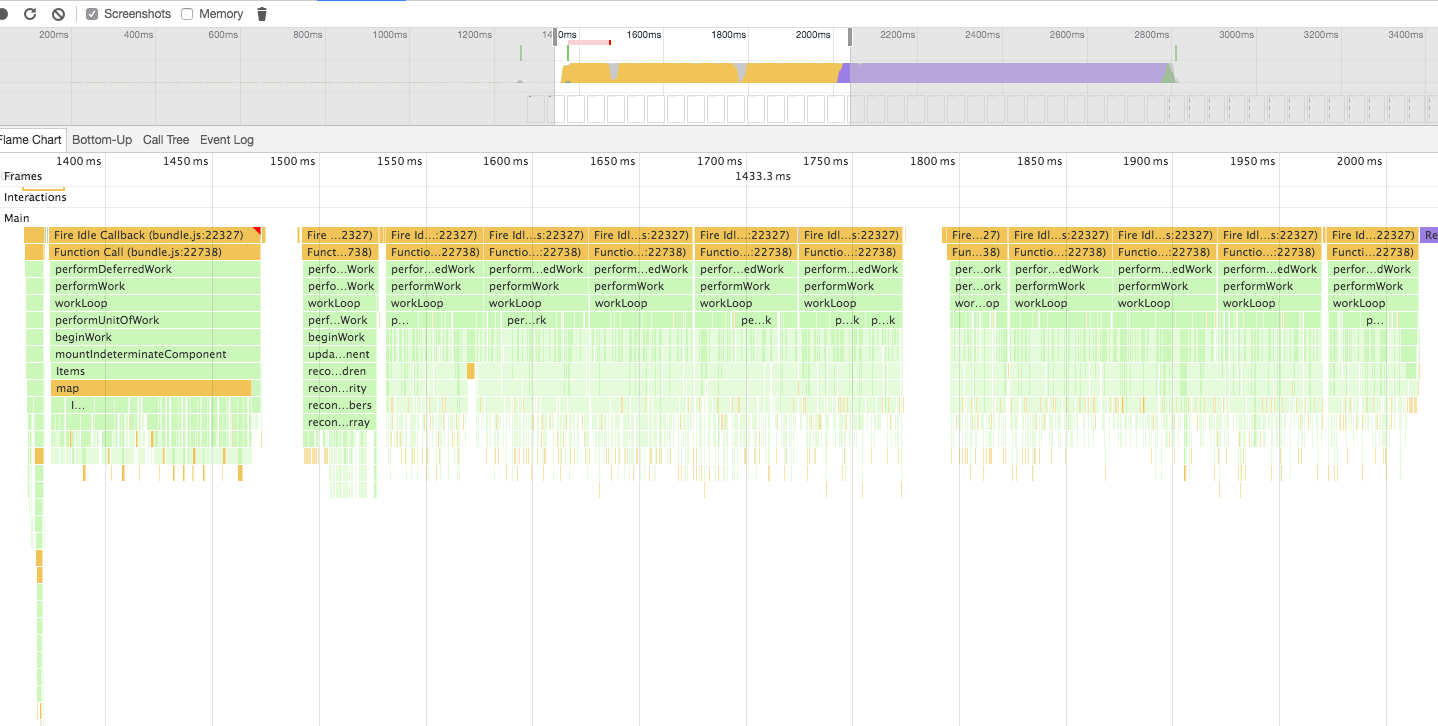 Screenshots Memory
200ms 400ms 600ms 800ms 1000ms 1200ms 14 0ms 1600ms 1800ms 2000ms 2200ms 2400ms 2600ms 2800ms 3000ms 3200ms 3400ms
Flame Chart Bottom-Up Call Tree Event Log
1400 ms 1450 ms 1500 ms 1550 ms 1600 ms 1650 ms 1700 ms 1750 ms 1800 ms 1850 ms 1900 ms 1950 ms 2000 ms
Frames 1433.3 ms
Interactions
Main
Fire Idle Callback (bundle.js:22327) Fire ...2327) Fire Id...:22327) Fire Idl...s:22327) Fire Idl...s:22327) Fire Id...:22327) Fire Idl...s:22327) Fire...27) Fire Idl...s:22327) Fire Idl...s:22327) Fire Idl...s:22327) Fire Id...22327) Re
Function Call (bundle.js:22738) Funct...738) Functio...22738) Functio...:22738) Functio...:22738) Functio...22738) Functio...:22738) Fun...38) Functio...:22738) Functio...:22738) Functio...:22738) Functi...22738)
performDeferredWork perfo...Work perfor...edWork perform...edWork perform...edWork perfor...edWork perform...edWork per...ork perform...edWork perform...edWork perform...edWork perfor...dWork
performWork perfo...Work performWork performWork performWork performWork performWork per...ork performWork performWork performWork performWork
workLoop workLoop workLoop workLoop workLoop workLoop workLoop wor...op workLoop workLoop workLoop workLoop
performUnitOfWork perf...Work p... per...rk pe...k p...k p...k p...
beginWork beginWork
mountIndeterminateComponent upda...nent
Items reco...dren
map recon...rity
I... recon...bers
recon...rray